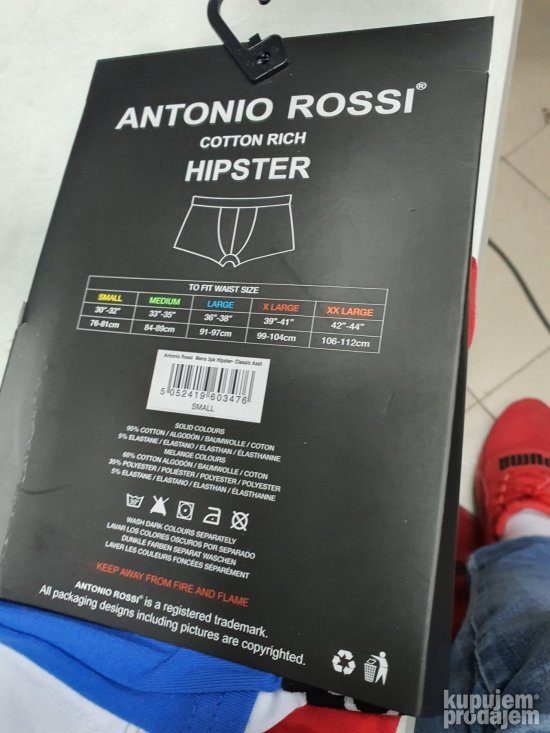 ANTONIO ROSSI®
COTTON RICH
HIPSTER
TO FIT WAIST SIZE
SMALL MEDIUM LARGE X LARGE XX LARGE
30"-32" 33"-35" 36"-38" 39"-41" 42"-44"
76-81cm 84-89cm 91-97cm 99-104cm 106-112cm
Antonio Rossi Mens 3pk Hipster- Classic Asst
5 052419 603476
SMALL
SOLID COLOURS
95% COTTON / ALGODÓN / BAUMWOLLE / COTON
5% ELASTANE / ELASTANO / ELASTHAN / ÉLASTHANNE
MELANGE COLOURS
60% COTTON ALGODÓN / BAUMWOLLE / COTON
35% POLYESTER / POLIÉSTER / POLYESTER / POLYESTER
5% ELASTANE / ELASTANO / ELASTHAN / ÉLASTHANNE
30°
WASH DARK COLOURS SEPARATELY
LAVAR LOS COLORES OSCUROS POR SEPARADO
DUNKLE FARBEN SEPARAT WASCHEN
LAVER LES COULEURS FONCÉES SÉPARÉMENT
KEEP AWAY FROM FIRE AND FLAME
ANTONIO ROSSI® is a registered trademark.
All packaging designs including pictures are copyrighted.
PUMA
kupujem
prodajem